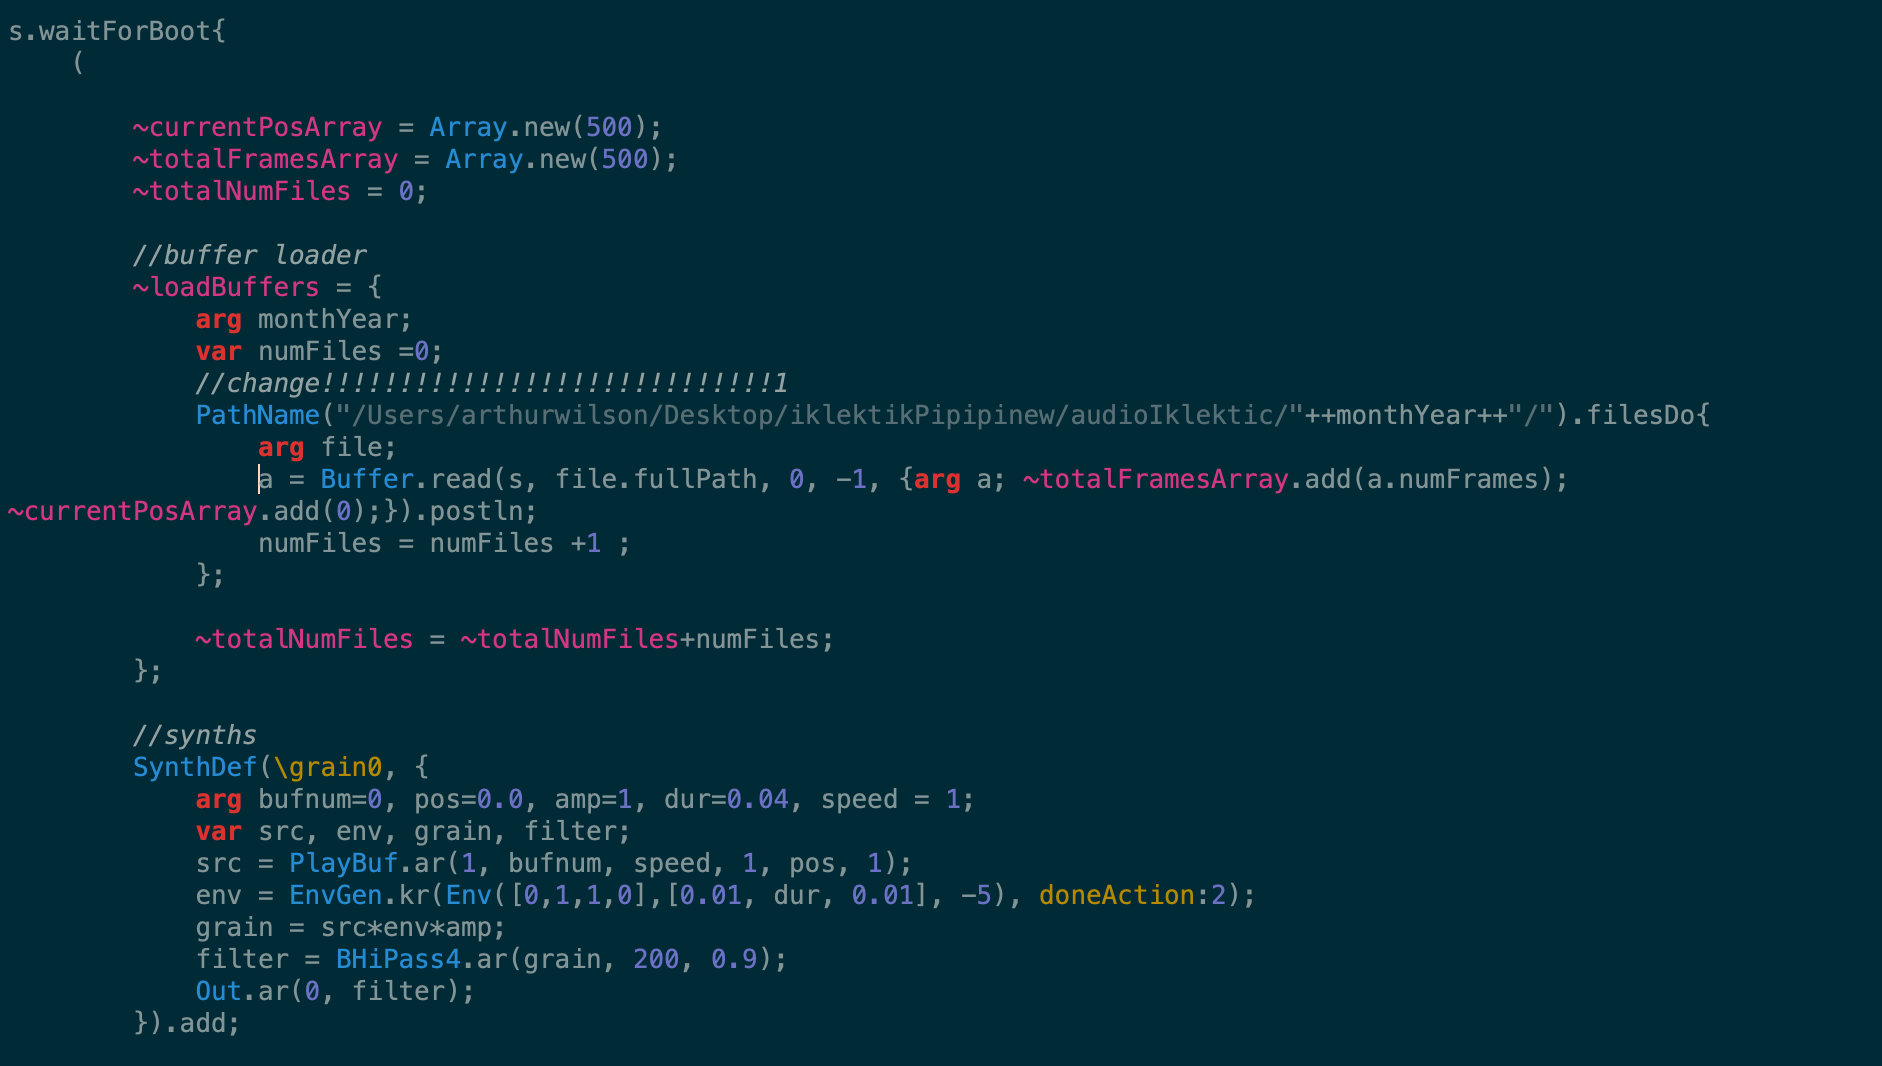 s.waitForBoot{
(
~currentPosArray = Array.new(500);
~totalFramesArray = Array.new(500);
~totalNumFiles = 0;
//buffer loader
~loadBuffers = {
arg monthYear;
var numFiles =0;
//change!!!!!!!!!!!!!!!!!!!!!!!!!!!!!1
PathName("/Users/arthurwilson/Desktop/iklektikPipipinew/audioIklektic/"++monthYear++"/").filesDo{
arg file;
a = Buffer.read(s, file.fullPath, 0, -1, {arg a; ~totalFramesArray.add(a.numFrames);
~currentPosArray.add(0);}).postln;
numFiles = numFiles +1 ;
};
~totalNumFiles = ~totalNumFiles+numFiles;
};
//synths
SynthDef(\grain0, {
arg bufnum=0, pos=0.0, amp=1, dur=0.04, speed = 1;
var src, env, grain, filter;
src = PlayBuf.ar(1, bufnum, speed, 1, pos, 1);
env = EnvGen.kr(Env([0,1,1,0],[0.01, dur, 0.01], -5), doneAction:2);
grain = src*env*amp;
filter = BHiPass4.ar(grain, 200, 0.9);
Out.ar(0, filter);
}).add;